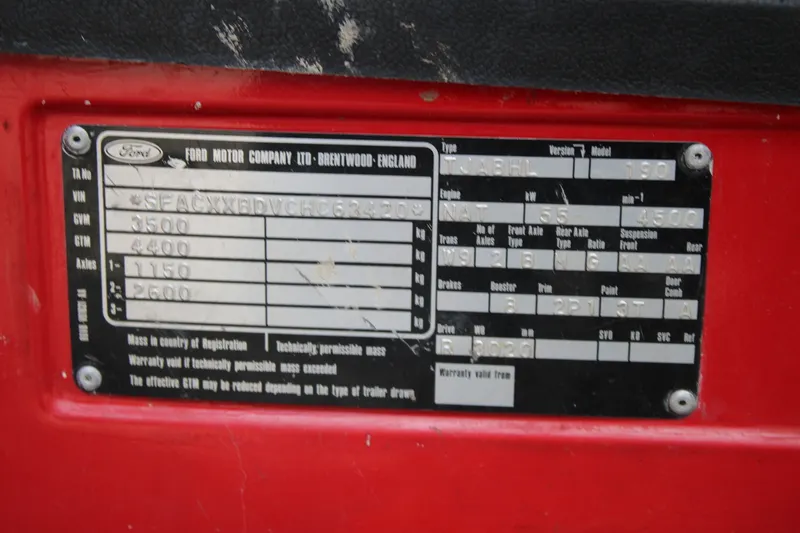 Ford FORD MOTOR COMPANY LTD · BRENTWOOD · ENGLAND
TA No
VIN *SFACXXBDVCHC62420*
GVM 3500 kg
GTM 4400 kg
Axles 1- 1150 kg
2- 2600 kg
3- kg
Mass in country of Registration Technically permissible mass
Warranty void if technically permissible mass exceeded
The effective GTM may be reduced depending on the type of trailer drawn.
Type Version Model
TJABHL 190
Engine kW min-1
NAT 55 4500
Trans No of Axles Front Axle Type Rear Axle Type Ratio Suspension Front Rear
2 B M G AA AA
Brakes Booster Trim Paint Door Comb
B 2P1 3T A
Drive WB mm SVO KD SVC Ref
R 3020
Warranty valid from